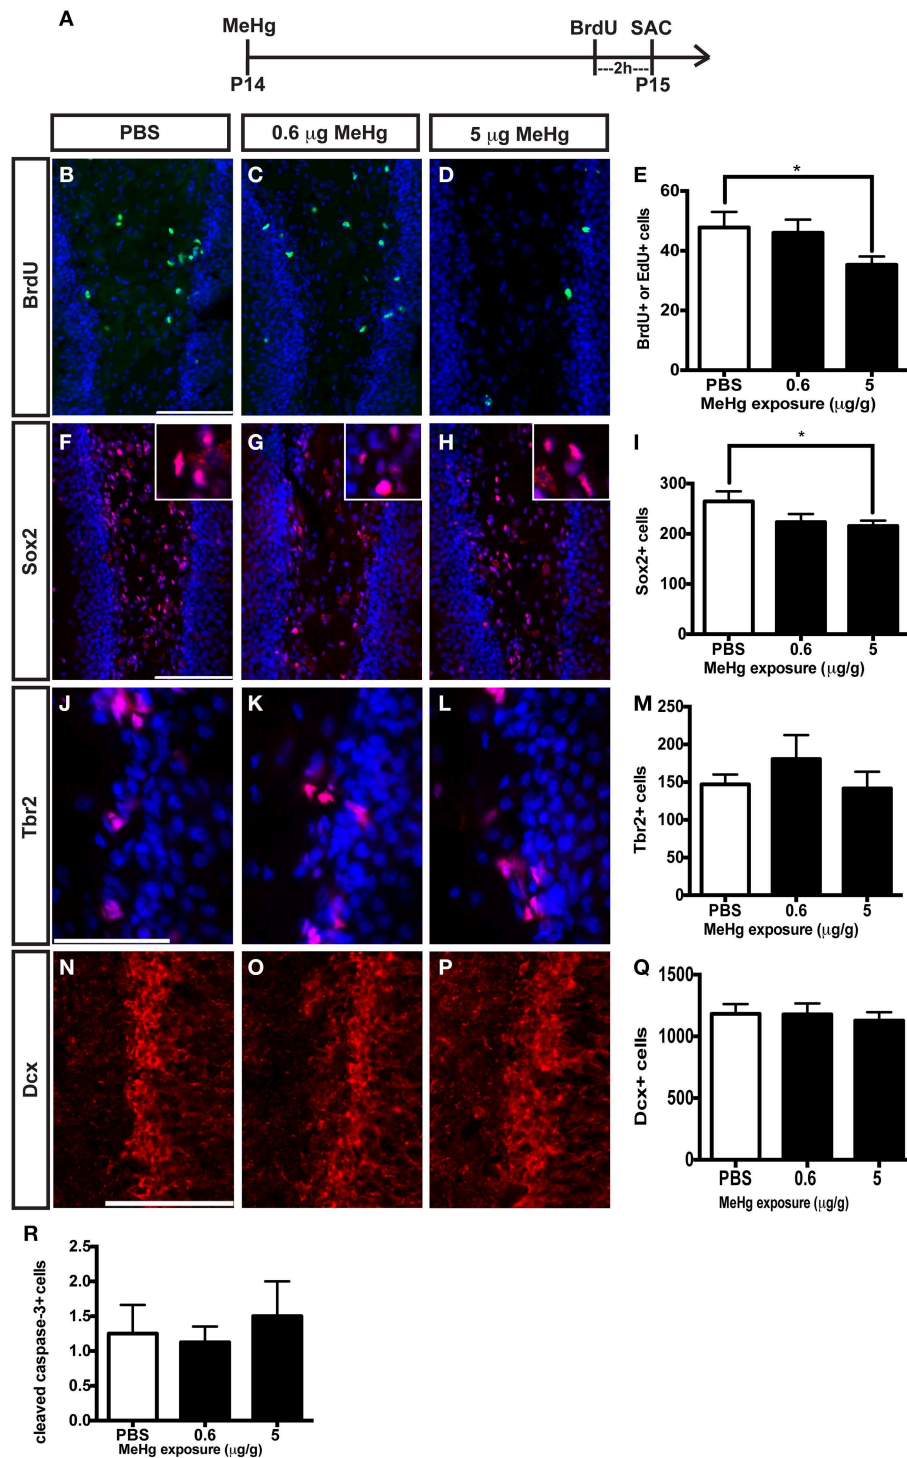 A
MeHg
BrdU SAC
---2h---
P14
P15
PBS
0.6 μg MeHg
5 μg MeHg
BrdU
B
C
D
E
BrdU+ or EdU+ cells
60
40
20
0
*
PBS
0.6
5
MeHg exposure (μg/g)
Sox2
F
G
H
I
Sox2+ cells
300
200
100
0
*
PBS
0.6
5
MeHg exposure (μg/g)
Tbr2
J
K
L
M
Tbr2+ cells
250
200
150
100
50
0
PBS
0.6
5
MeHg exposure (μg/g)
Dcx
N
O
P
Q
Dcx+ cells
1500
1000
500
0
PBS
0.6
5
MeHg exposure (μg/g)
R
cleaved caspase-3+ cells
2.5
2.0
1.5
1.0
0.5
0.0
PBS
0.6
5
MeHg exposure (μg/g)